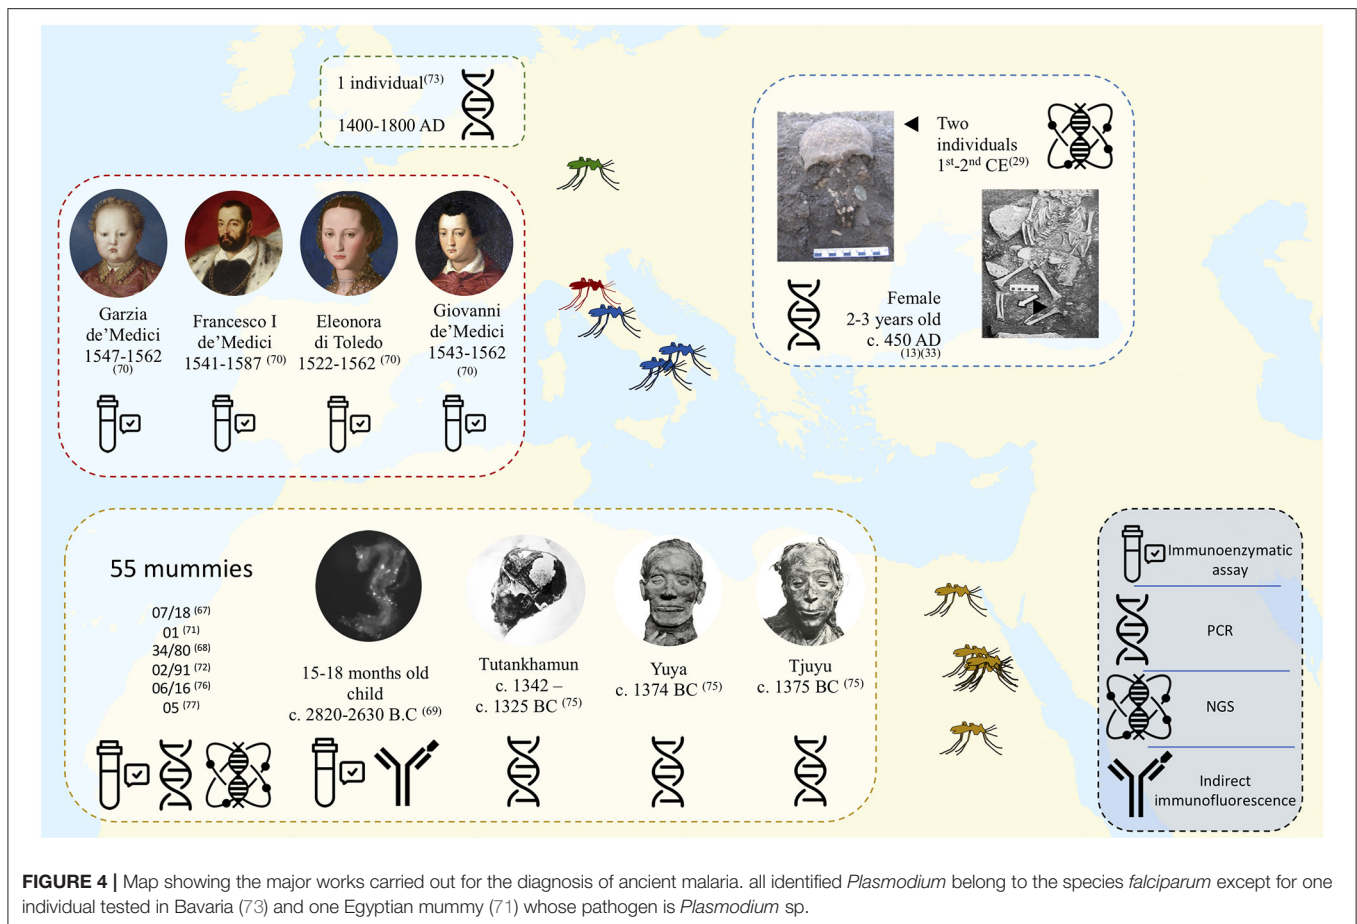 1 individual(73)
1400-1800 AD
Two
individuals
1st-2nd CE(29)
Female
2-3 years old
c. 450 AD
(13)(33)
Garzia
de'Medici
1547-1562
(70)
Francesco I
de'Medici
1541-1587 (70)
Eleonora
di Toledo
1522-1562 (70)
Giovanni
de'Medici
1543-1562
(70)
55 mummies
07/18 (67)
01 (71)
34/80 (68)
02/91 (72)
06/16 (76)
05 (77)
15-18 months old
child
c. 2820-2630 B.C (69)
Tutankhamun
c. 1342 –
c. 1325 BC (75)
Yuya
c. 1374 BC (75)
Tjuyu
c. 1375 BC (75)
Immunoenzymatic
assay
PCR
NGS
Indirect
immunofluorescence
FIGURE 4 | Map showing the major works carried out for the diagnosis of ancient malaria. all identified Plasmodium belong to the species falciparum except for one
individual tested in Bavaria (73) and one Egyptian mummy (71) whose pathogen is Plasmodium sp.